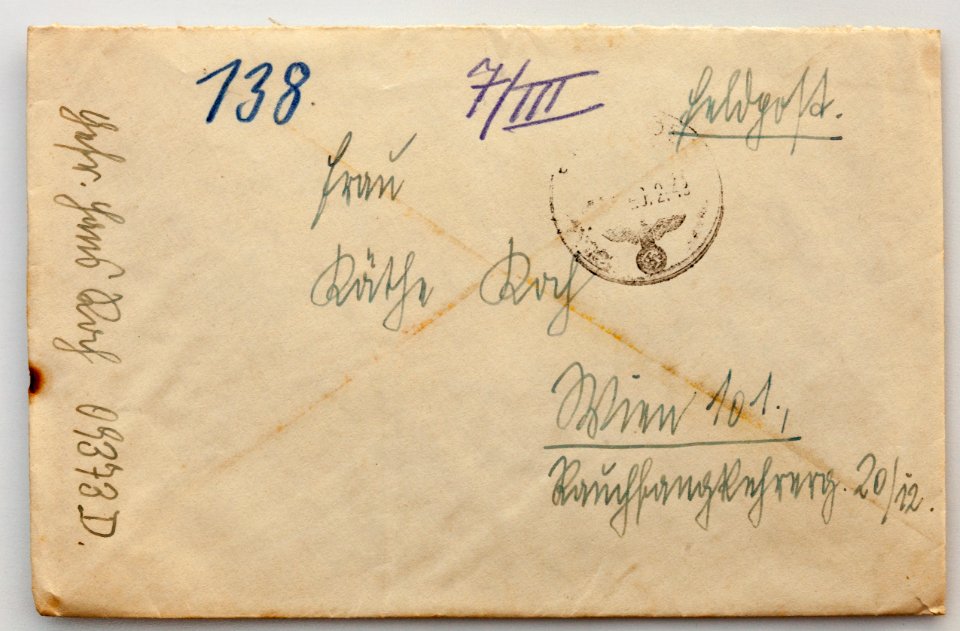 138.
7/III
Feldpost.
Frau
Käthe Koch
Wien 101.,
Rauchfangkehrerg. 20/12.
Gefr. Hans Koch 09373 D.